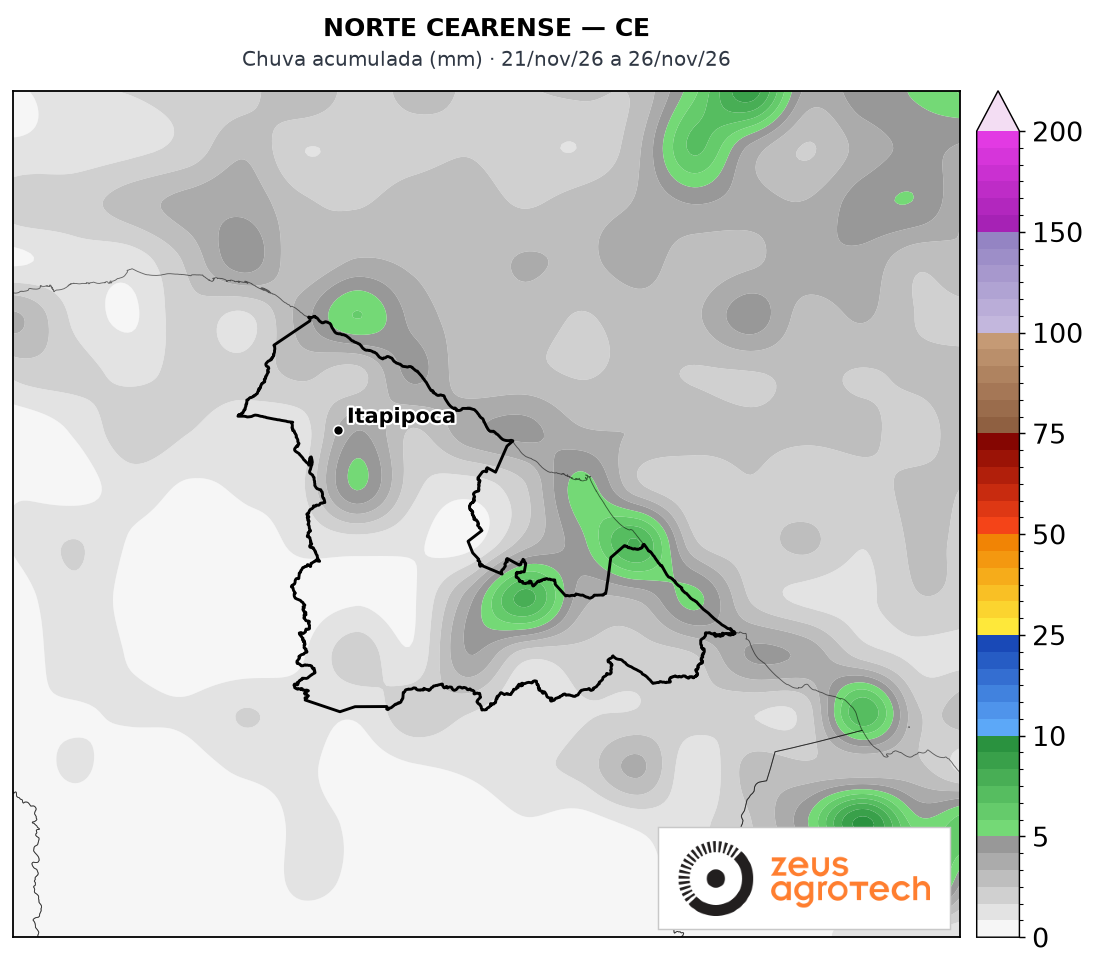 NORTE CEARENSE — CE
Chuva acumulada (mm) · 21/nov/26 a 26/nov/26
Itapipoca
200
150
100
75
50
25
10
5
0
zeus
agrotech